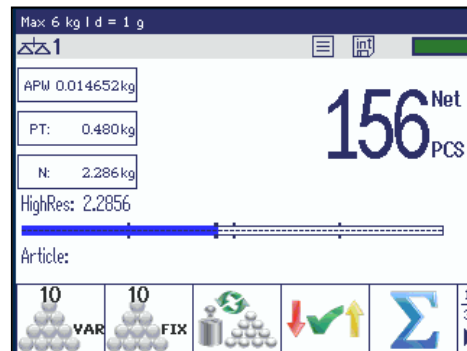 Max 6 kg | d = 1 g
1
int
APW 0.014652kg
156 Net
PCS
PT: 0.480kg
N: 2.286kg
HighRes: 2.2856
Article:
10
VAR
10
FIX
Σ